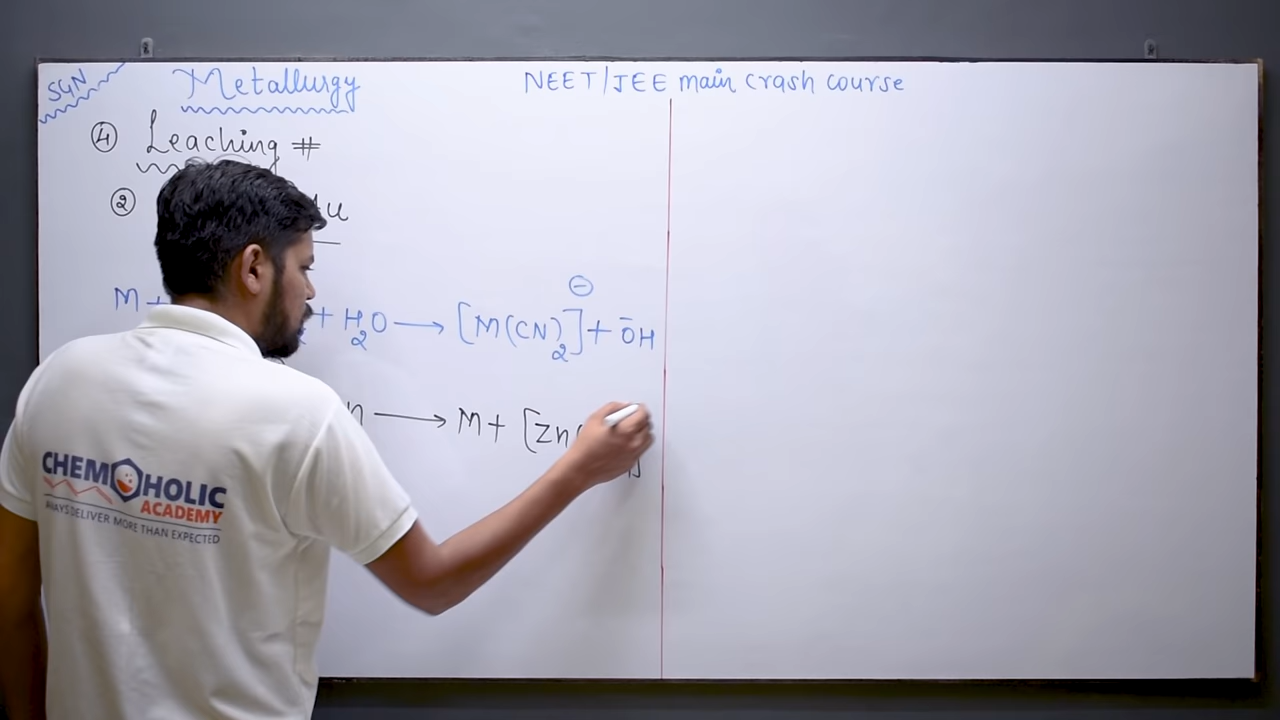 SGN
Metallurgy
NEET/JEE main crash course
④ Leaching #
② Au
M + + H₂O ⟶ [M(CN)₂]⊖ + ŌH
⟶ M + [Zn(
CHEMOHOLIC
ACADEMY
ALWAYS DELIVER MORE THAN EXPECTED